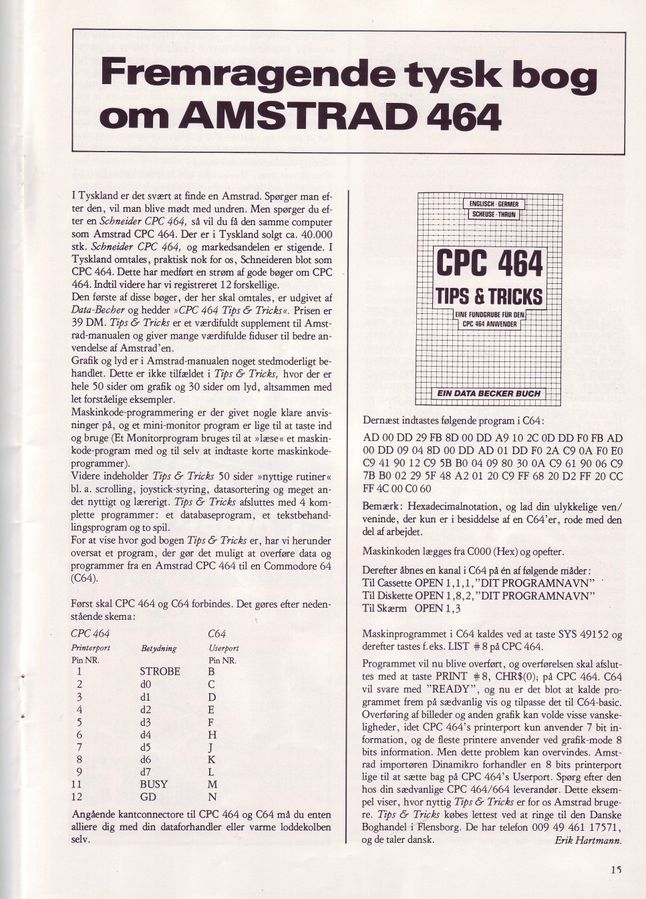 Fremragende tysk bog
om AMSTRAD 464
I Tyskland er det svært at finde en Amstrad. Spørger man ef-
ter den, vil man blive mødt med undren. Men spørger du ef-
ter en Schneider CPC 464, så vil du få den samme computer
som Amstrad CPC 464. Der er i Tyskland solgt ca. 40.000
stk. Schneider CPC 464, og markedsandelen er stigende. I
Tyskland omtales, praktisk nok for os, Schneideren blot som
CPC 464. Dette har medført en strøm af gode bøger om CPC
464. Indtil videre har vi registreret 12 forskellige.
Den første af disse bøger, der her skal omtales, er udgivet af
Data-Becher og hedder »CPC 464 Tips & Tricks«. Prisen er
39 DM. Tips & Tricks er et værdifuldt supplement til Amst-
rad-manualen og giver mange værdifulde fiduser til bedre an-
vendelse af Amstrad'en.
Grafik og lyd er i Amstrad-manualen noget stedmoderligt be-
handlet. Dette er ikke tilfældet i Tips & Tricks, hvor der er
hele 50 sider om grafik og 30 sider om lyd, altsammen med
let forståelige eksempler.
Maskinkode-programmering er der givet nogle klare anvis-
ninger på, og et mini-monitor program er lige til at taste ind
og bruge (Et Monitorprogram bruges til at »læse« et maskin-
kode-program med og til selv at indtaste korte maskinkode-
programmer).
Videre indeholder Tips & Tricks 50 sider »nyttige rutiner«
bl. a. scrolling, joystick-styring, datasortering og meget an-
det nyttigt og lærerigt. Tips & Tricks afsluttes med 4 kom-
plette programmer: et databaseprogram, et tekstbehand-
lingsprogram og to spil.
For at vise hvor god bogen Tips & Tricks er, har vi herunder
oversat et program, der gør det muligt at overføre data og
programmer fra en Amstrad CPC 464 til en Commodore 64
(C64).
Først skal CPC 464 og C64 forbindes. Det gøres efter neden-
stående skema:
CPC 464 C64
Printerport Betydning Userport
Pin NR. Pin NR.
1 STROBE B
2 d0 C
3 d1 D
4 d2 E
5 d3 F
6 d4 H
7 d5 J
8 d6 K
9 d7 L
11 BUSY M
12 GD N
Angående kantconnectore til CPC 464 og C64 må du enten
alliere dig med din dataforhandler eller varme loddekolben
selv.
ENGLISCH GERMER
SCHEUSE THRUN
CPC 464
TIPS & TRICKS
EINE FUNDGRUBE FÜR DEN
CPC 464 ANWENDER
EIN DATA BECKER BUCH
Dernæst indtastes følgende program i C64:
AD 00 DD 29 FB 8D 00 DD A9 10 2C 0D DD F0 FB AD
00 DD 09 04 8D 00 DD AD 01 DD F0 2A C9 0A F0 E0
C9 41 90 12 C9 5B B0 04 09 80 30 0A C9 61 90 06 C9
7B B0 02 29 5F 48 A2 01 20 C9 FF 68 20 D2 FF 20 CC
FF 4C 00 C0 60
Bemærk: Hexadecimalnotation, og lad din ulykkelige ven/
veninde, der kun er i besiddelse af en C64'er, rode med den
del af arbejdet.
Maskinkoden lægges fra C000 (Hex) og opefter.
Derefter åbnes en kanal i C64 på én af følgende måder:
Til Cassette OPEN 1,1,1,"DIT PROGRAMNAVN"
Til Diskette OPEN 1,8,2,"DIT PROGRAMNAVN"
Til Skærm OPEN 1,3
Maskinprogrammet i C64 kaldes ved at taste SYS 49152 og
derefter tastes f.eks. LIST #8 på CPC 464.
Programmet vil nu blive overført, og overførelsen skal afslut-
tes med at taste PRINT #8, CHR$(0); på CPC 464. C64
vil svare med "READY", og nu er det blot at kalde pro-
grammet frem på sædvanlig vis og tilpasse det til C64-basic.
Overføring af billeder og anden grafik kan volde visse vanske-
ligheder, idet CPC 464's printerport kun anvender 7 bit in-
formation, og de fleste printere anvender ved grafik-mode 8
bits information. Men dette problem kan overvindes. Amst-
rad importøren Dinamikro forhandler en 8 bits printerport
lige til at sætte bag på CPC 464's Userport. Spørg efter den
hos din sædvanlige CPC 464/664 leverandør. Dette eksem-
pel viser, hvor nyttig Tips & Tricks er for os Amstrad bruge-
re. Tips & Tricks købes lettest ved at ringe til den Danske
Boghandel i Flensborg. De har telefon 009 49 461 17571,
og de taler dansk. Erik Hartmann.
15